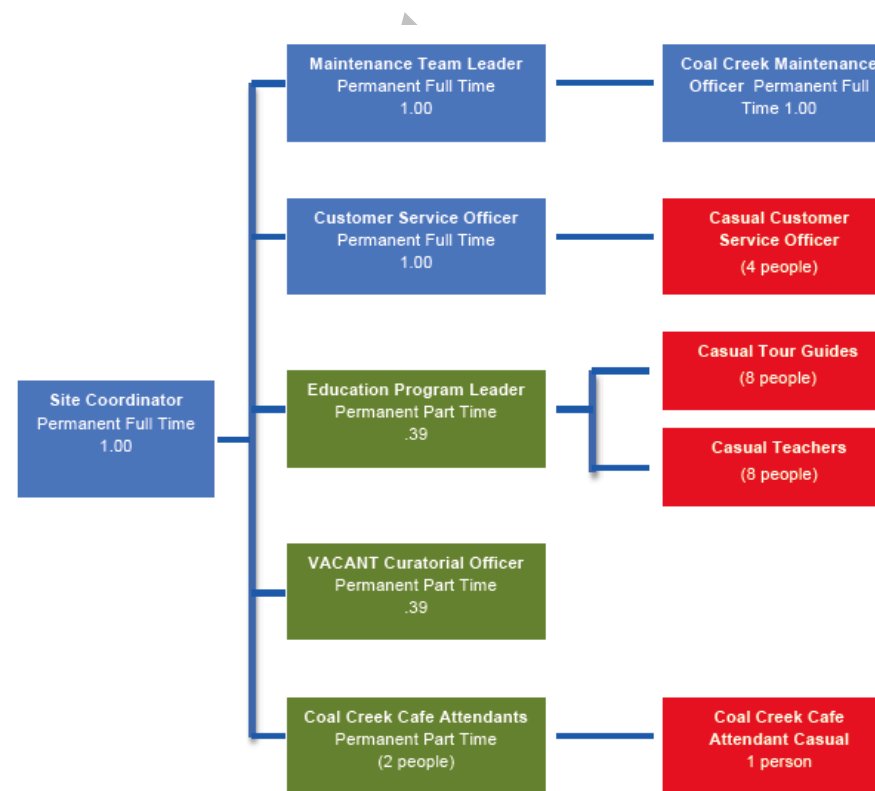 Maintenance Team Leader
Permanent Full Time
1.00
Coal Creek Maintenance
Officer Permanent Full
Time 1.00
Customer Service Officer
Permanent Full Time
1.00
Casual Customer
Service Officer
(4 people)
Casual Tour Guides
(8 people)
Education Program Leader
Permanent Part Time
.39
Site Coordinator
Permanent Full Time
1.00
Casual Teachers
(8 people)
VACANT Curatorial Officer
Permanent Part Time
.39
Coal Creek Cafe Attendants
Permanent Part Time
(2 people)
Coal Creek Cafe
Attendant Casual
1 person